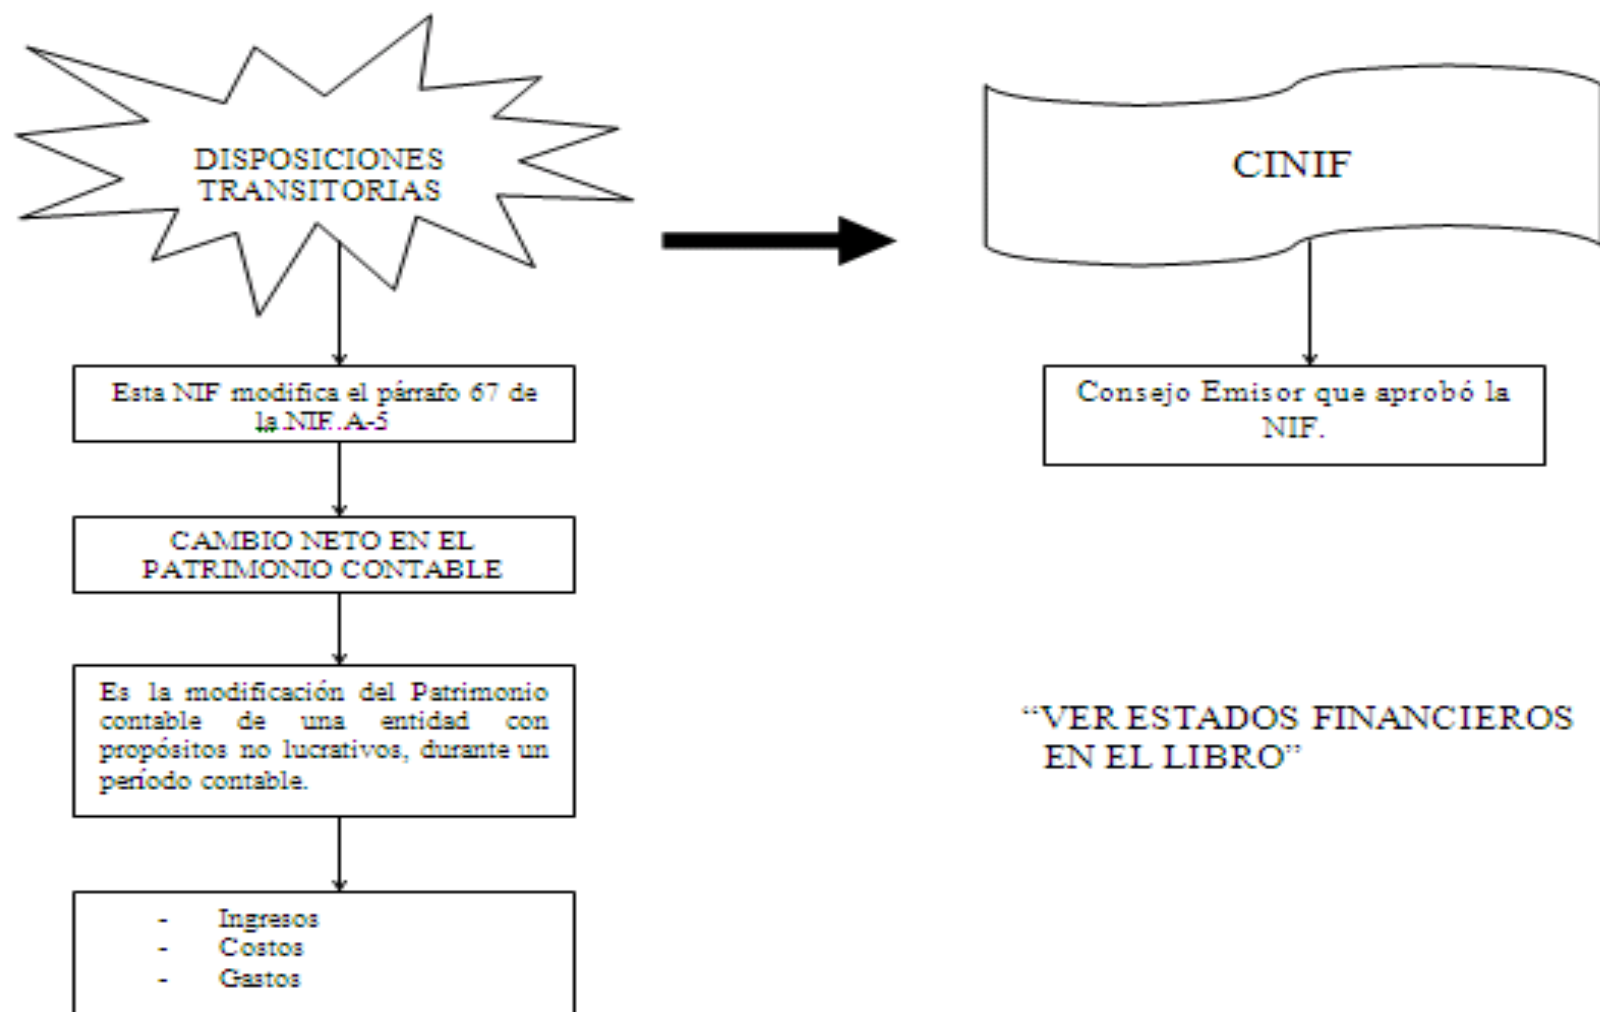 DISPOSICIONES
TRANSITORIAS
Esta NIF modifica el párrafo 67 de
la NIF A-5
CAMBIO NETO EN EL
PATRIMONIO CONTABLE
Es la modificación del Patrimonio
contable de una entidad con
propósitos no lucrativos, durante un
período contable.
- Ingresos
- Costos
- Gastos
CINIF
Consejo Emisor que aprobó la
NIF.
“VER ESTADOS FINANCIEROS
EN EL LIBRO”